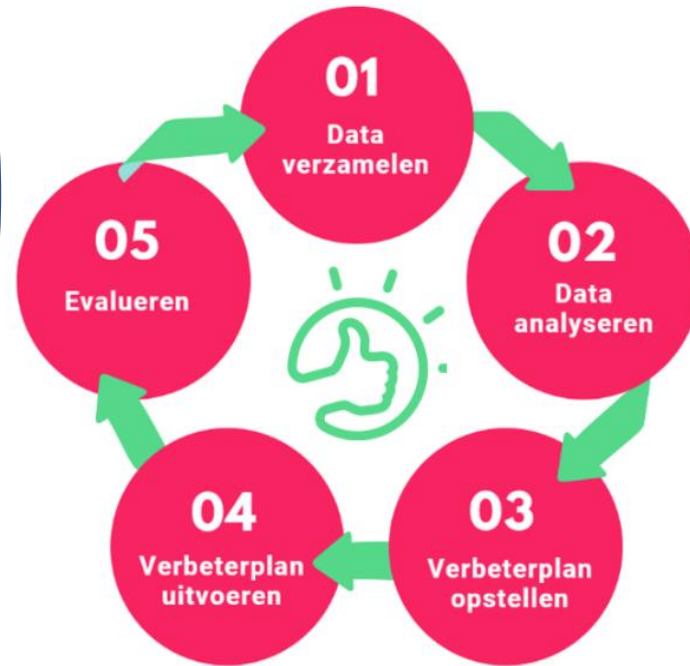 01
Data
verzamelen
02
Data
analyseren
03
Verbeterplan
opstellen
04
Verbeterplan
uitvoeren
05
Evalueren